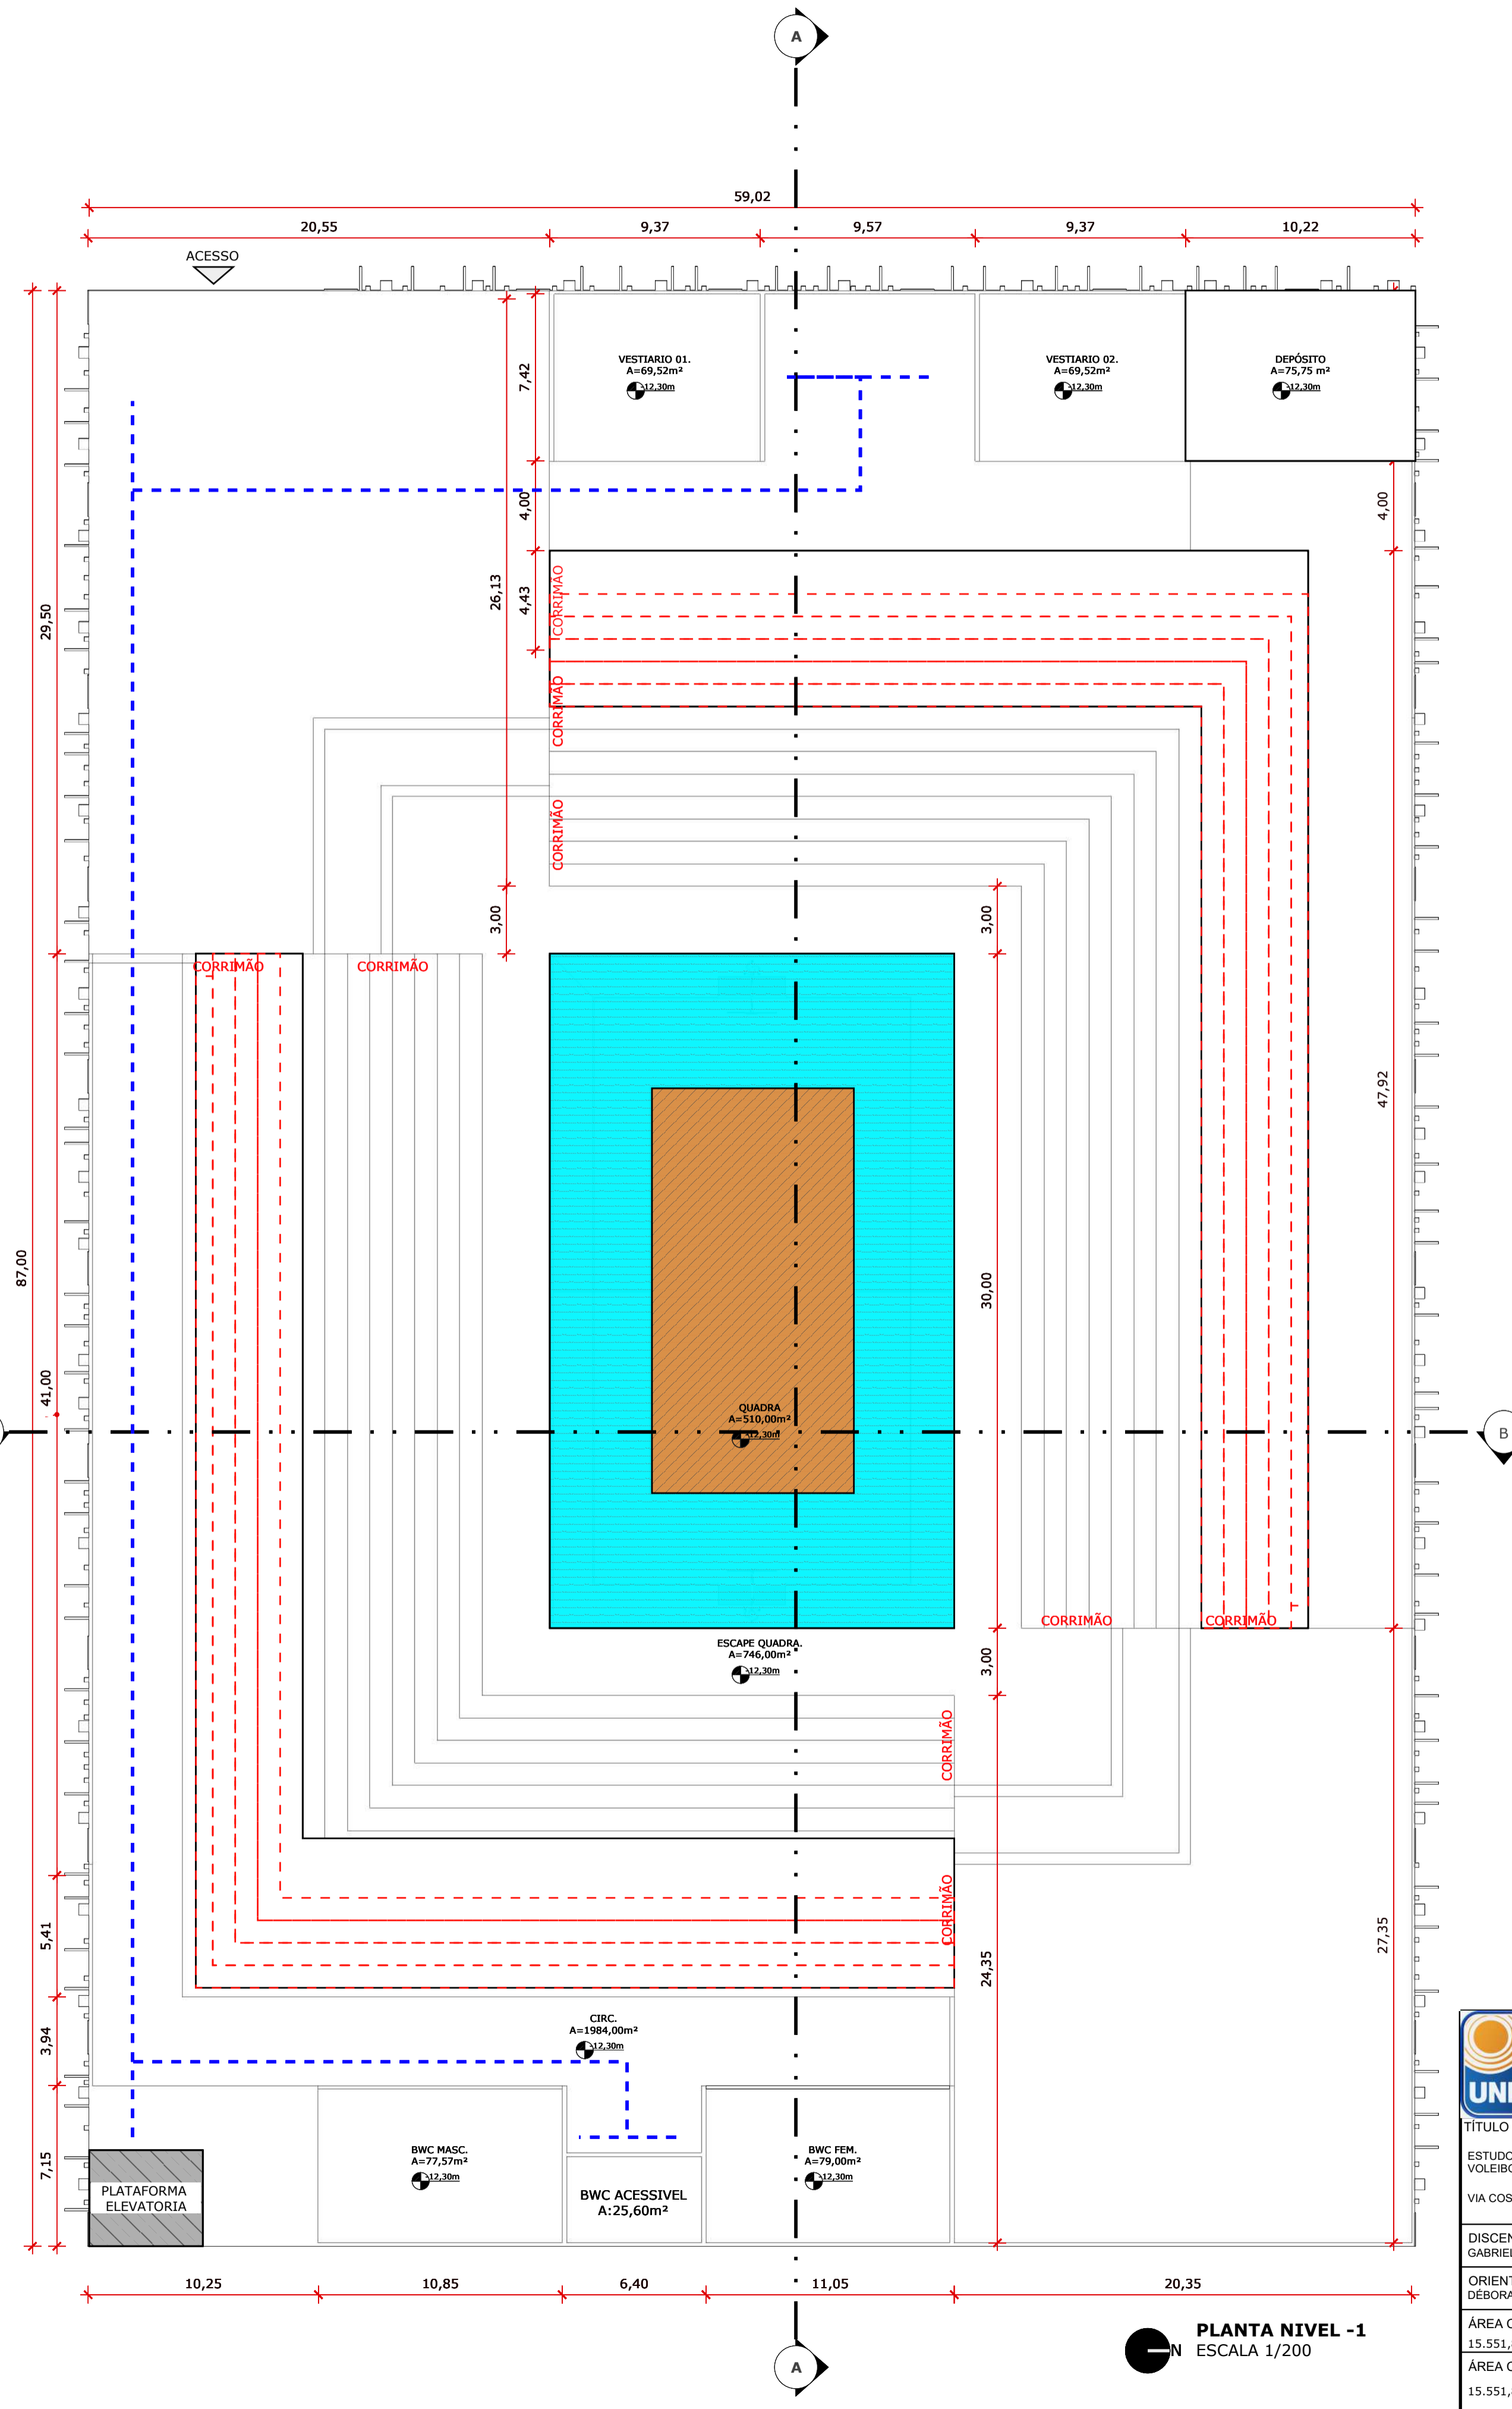 A
59,02
20,55
9,37
9,57
9,37
10,22
ACESSO
VESTIARIO 01.
A=69,52m²
-12,30m
VESTIARIO 02.
A=69,52m²
-12,30m
DEPÓSITO
A=75,75 m²
-12,30m
7,42
4,00
4,00
4,43
26,13
29,50
CORRIMÃO
CORRIMÃO
CORRIMÃO
3,00
3,00
CORRIMÃO
CORRIMÃO
47,92
87,00
30,00
41,00
QUADRA
A=510,00m²
-12,30m
B
CORRIMÃO
CORRIMÃO
ESCAPE QUADRA.
A=746,00m²
-12,30m
3,00
CORRIMÃO
CORRIMÃO
5,41
24,35
27,35
CIRC.
A=1984,00m²
-12,30m
3,94
7,15
PLATAFORMA
ELEVATORIA
BWC MASC.
A=77,57m²
-12,30m
BWC ACESSIVEL
A:25,60m²
BWC FEM.
A=79,00m²
-12,30m
10,25
10,85
6,40
11,05
20,35
A
N
PLANTA NIVEL -1
ESCALA 1/200
TÍTULO
VIA COS
15.551,
15.551,